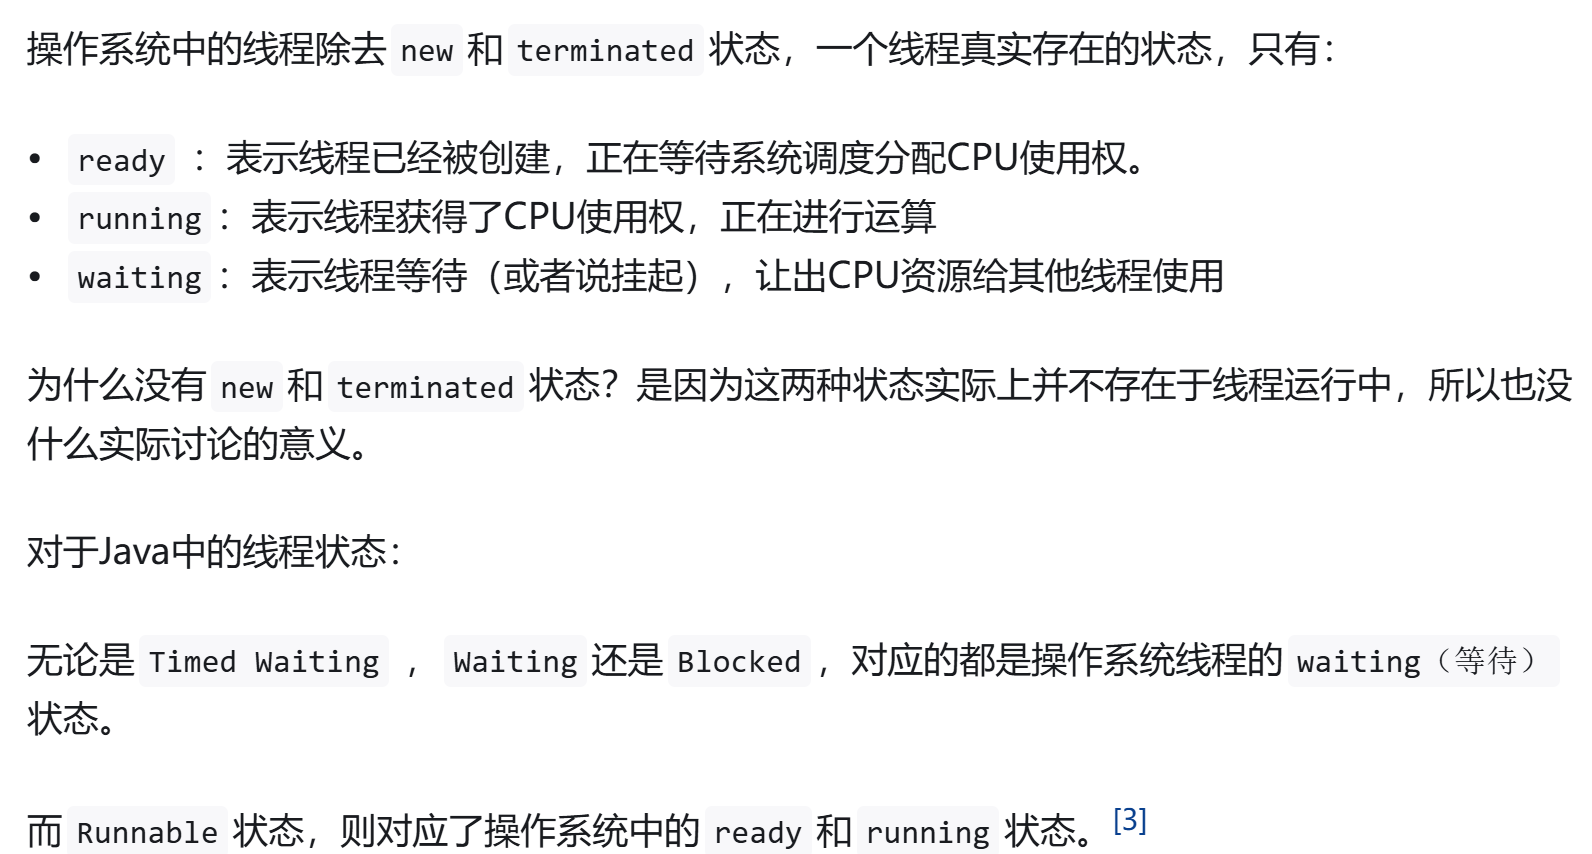 操作系统中的线程除去 new 和 terminated 状态，一个线程真实存在的状态，只有：
• ready ：表示线程已经被创建，正在等待系统调度分配CPU使用权。
• running ：表示线程获得了CPU使用权，正在进行运算
• waiting ：表示线程等待（或者说挂起），让出CPU资源给其他线程使用
为什么没有 new 和 terminated 状态？是因为这两种状态实际上并不存在于线程运行中，所以也没
什么实际讨论的意义。
对于Java中的线程状态：
无论是 Timed Waiting ， Waiting 还是 Blocked ，对应的都是操作系统线程的 waiting（等待）
状态。
而 Runnable 状态，则对应了操作系统中的 ready 和 running 状态。[3]